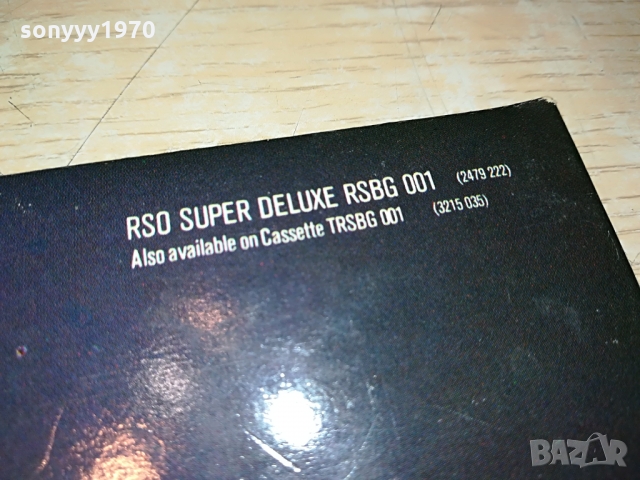 sonyyy1970
RSO SUPER DELUXE RSBG 001 (2479 222)
Also available on Cassette TRSBG 001 (3215 035)
BAZAR